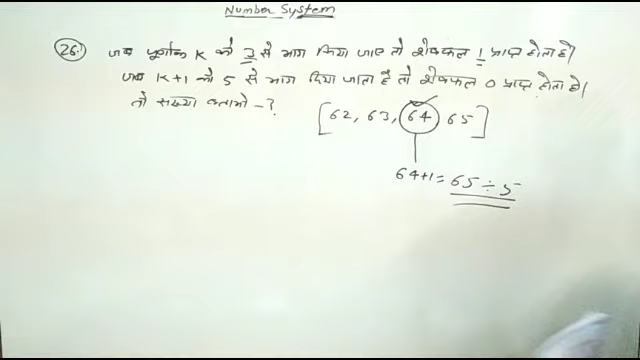 Number System
26. जब पूर्णांक K को 3 से भाग किया जाए तो शेषफल 1 प्राप्त होता हो।
जब K+1 को 5 से भाग दिया जाता है तो शेषफल 0 प्राप्त होता हो।
तो संख्या बताओ - ?
[62, 63, 64 65]
64+1 = 65 ÷ 5